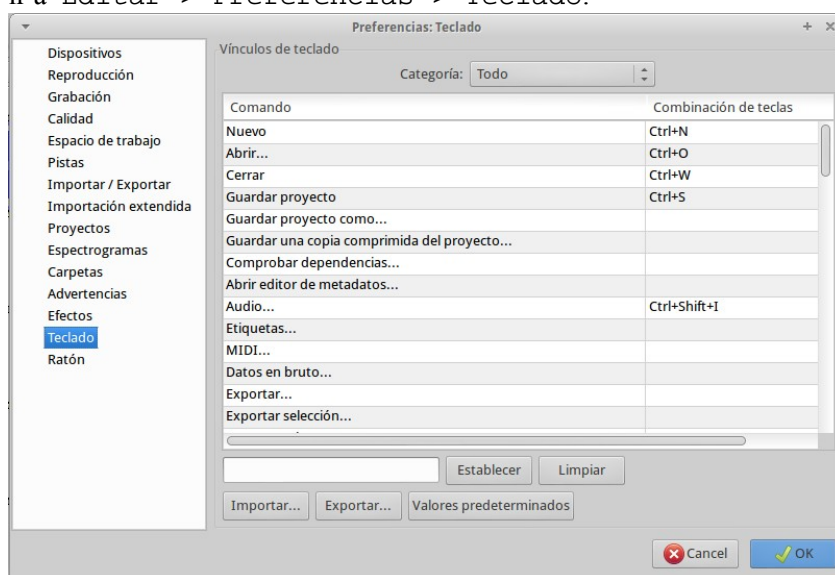 n a Editar > Preferencias > Teclado.
Preferencias: Teclado
Dispositivos
Reproducción
Grabación
Calidad
Espacio de trabajo
Pistas
Importar / Exportar
Importación extendida
Proyectos
Espectrogramas
Carpetas
Advertencias
Efectos
Teclado
Ratón
Vínculos de teclado
Categoría: Todo
Comando Combinación de teclas
Nuevo Ctrl+N
Abrir... Ctrl+O
Cerrar Ctrl+W
Guardar proyecto Ctrl+S
Guardar proyecto como...
Guardar una copia comprimida del proyecto...
Comprobar dependencias...
Abrir editor de metadatos...
Audio... Ctrl+Shift+I
Etiquetas...
MIDI...
Datos en bruto...
Exportar...
Exportar selección...
Establecer Limpiar
Importar... Exportar... Valores predeterminados
Cancel OK